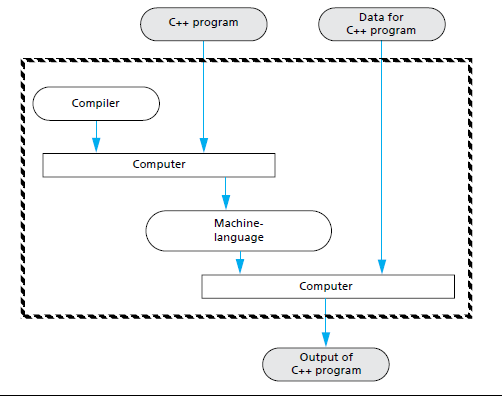 C++ program
Data for
C++ program
Compiler
Computer
Machine-
language
Computer
Output of
C++ program